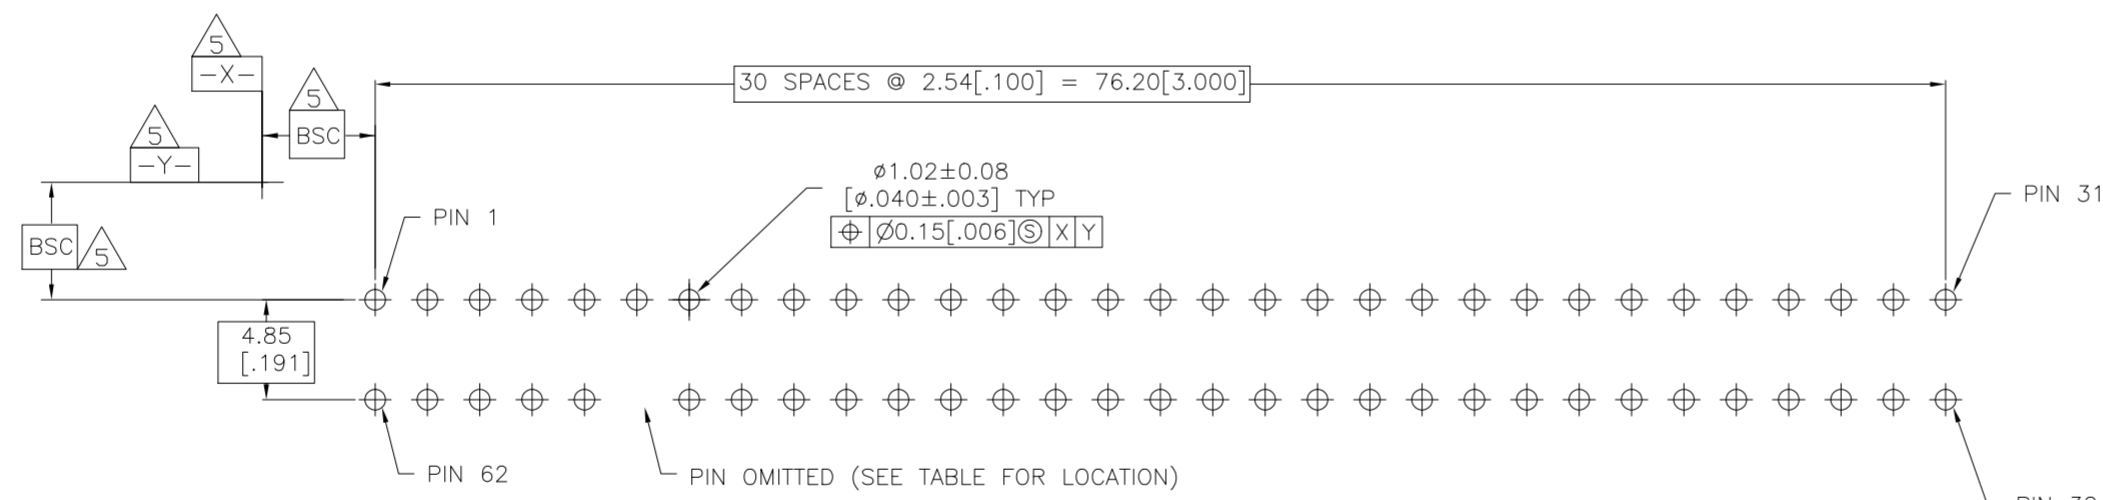 5
-X-
30 SPACES @ 2.54[.100] = 76.20[3.000]
5
BSC
5
-Y-
ø1.02±0.08
[ø.040±.003] TYP
⌖ Ø0.15[.006]Ⓢ X Y
PIN 1
PIN 31
BSC 5
4.85
[.191]
PIN 62
PIN OMITTED (SEE TABLE FOR LOCATION)
PIN